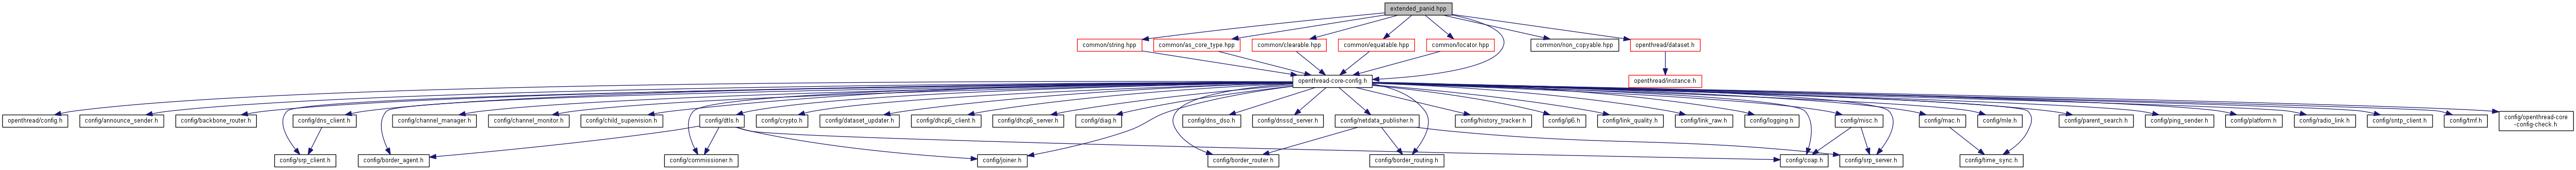 extended_panid.hpp
common/string.hpp
common/as_core_type.hpp
common/clearable.hpp
common/equatable.hpp
common/locator.hpp
common/non_copyable.hpp
openthread/dataset.h
openthread-core-config.h
openthread/instance.h
openthread/config.h
config/announce_sender.h
config/backbone_router.h
config/dns_client.h
config/channel_manager.h
config/channel_monitor.h
config/child_supervision.h
config/dtls.h
config/crypto.h
config/dataset_updater.h
config/dhcp6_client.h
config/dhcp6_server.h
config/diag.h
config/dns_dso.h
config/dnssd_server.h
config/netdata_publisher.h
config/history_tracker.h
config/ip6.h
config/link_quality.h
config/link_raw.h
config/logging.h
config/misc.h
config/mac.h
config/mle.h
config/parent_search.h
config/ping_sender.h
config/platform.h
config/radio_link.h
config/sntp_client.h
config/tmf.h
config/openthread-core
-config-check.h
config/srp_client.h
config/border_agent.h
config/commissioner.h
config/joiner.h
config/border_router.h
config/border_routing.h
config/coap.h
config/srp_server.h
config/time_sync.h